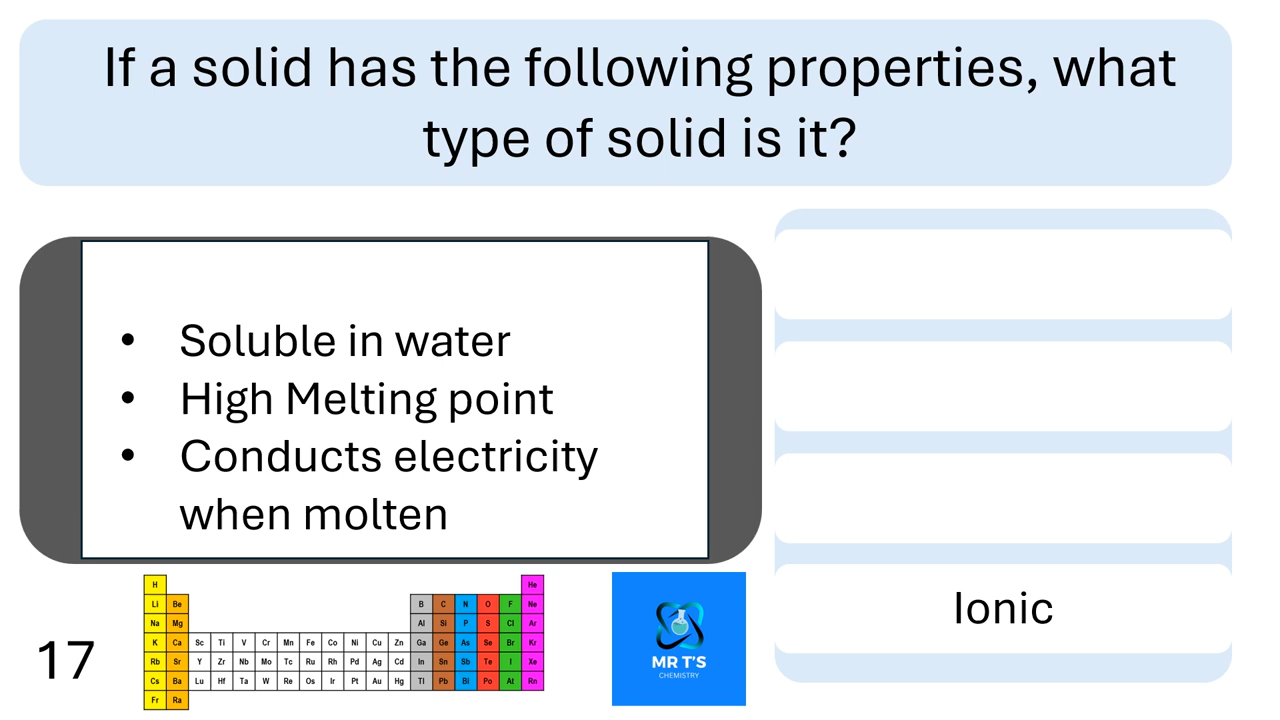 If a solid has the following properties, what
type of solid is it?
• Soluble in water
• High Melting point
• Conducts electricity
when molten
Ionic
H He
Li Be B C N O F Ne
Na Mg Al Si P S Cl Ar
K Ca Sc Ti V Cr Mn Fe Co Ni Cu Zn Ga Ge As Se Br Kr
Rb Sr Y Zr Nb Mo Tc Ru Rh Pd Ag Cd In Sn Sb Te I Xe
Cs Ba Lu Hf Ta W Re Os Ir Pt Au Hg Tl Pb Bi Po At Rn
Fr Ra
17
MR T'S
CHEMISTRY